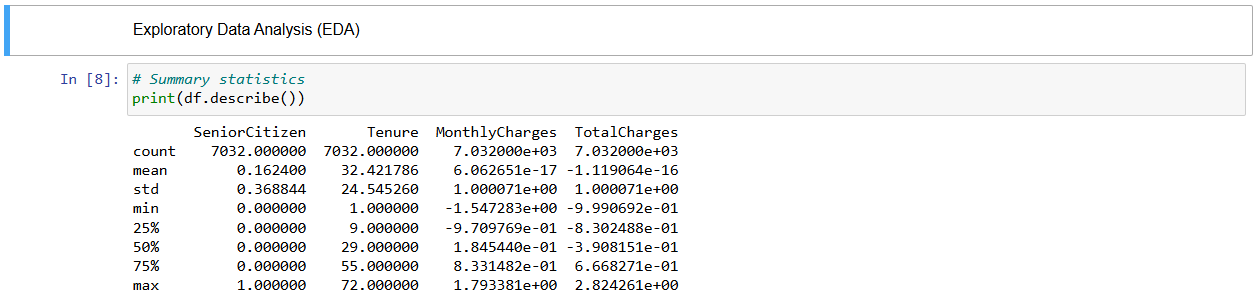 Exploratory Data Analysis (EDA)
In [8]: # Summary statistics
print(df.describe())
SeniorCitizen Tenure MonthlyCharges TotalCharges
count 7032.000000 7032.000000 7.032000e+03 7.032000e+03
mean 0.162400 32.421786 6.062651e-17 -1.119064e-16
std 0.368844 24.545260 1.000071e+00 1.000071e+00
min 0.000000 1.000000 -1.547283e+00 -9.990692e-01
25% 0.000000 9.000000 -9.709769e-01 -8.302488e-01
50% 0.000000 29.000000 1.845440e-01 -3.908151e-01
75% 0.000000 55.000000 8.331482e-01 6.668271e-01
max 1.000000 72.000000 1.793381e+00 2.824261e+00